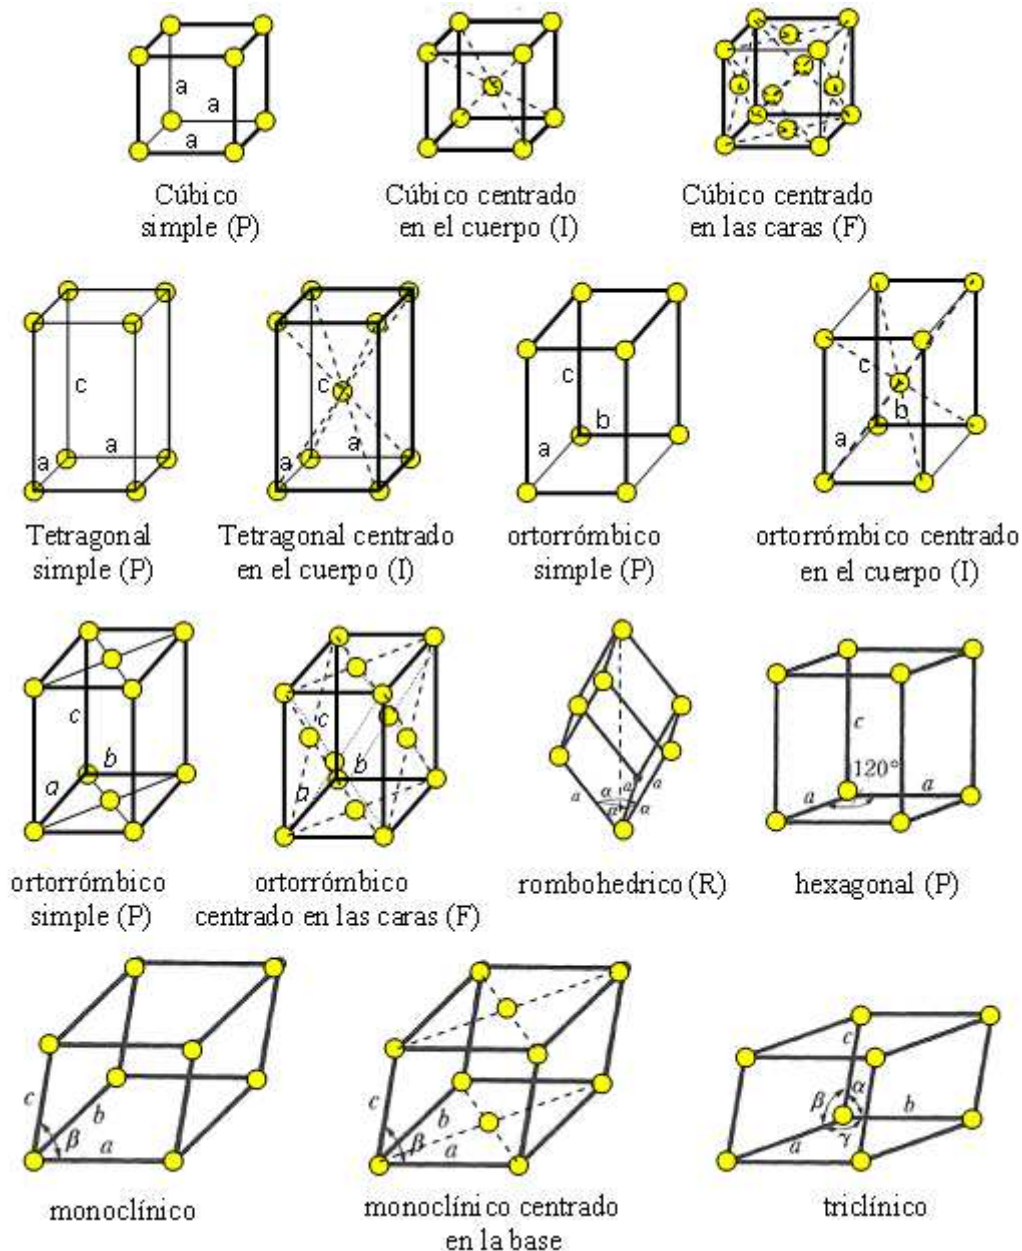 a
a
a
Cúbico
simple (P)
Cúbico centrado
en el cuerpo (I)
Cúbico centrado
en las caras (F)
c
a
a
Tetragonal
simple (P)
c
a
a
Tetragonal centrado
en el cuerpo (I)
c
b
a
ortorrómbico
simple (P)
c
b
a
ortorrómbico centrado
en el cuerpo (I)
c
b
a
ortorrómbico
simple (P)
c
b
a
ortorrómbico
centrado en las caras (F)
a
α
a
a
α
α
rombohedrico (R)
c
120°
a
a
hexagonal (P)
c
b
β
a
monoclínico
c
b
β
a
monoclínico centrado
en la base
c
β
α
b
a
γ
triclínico